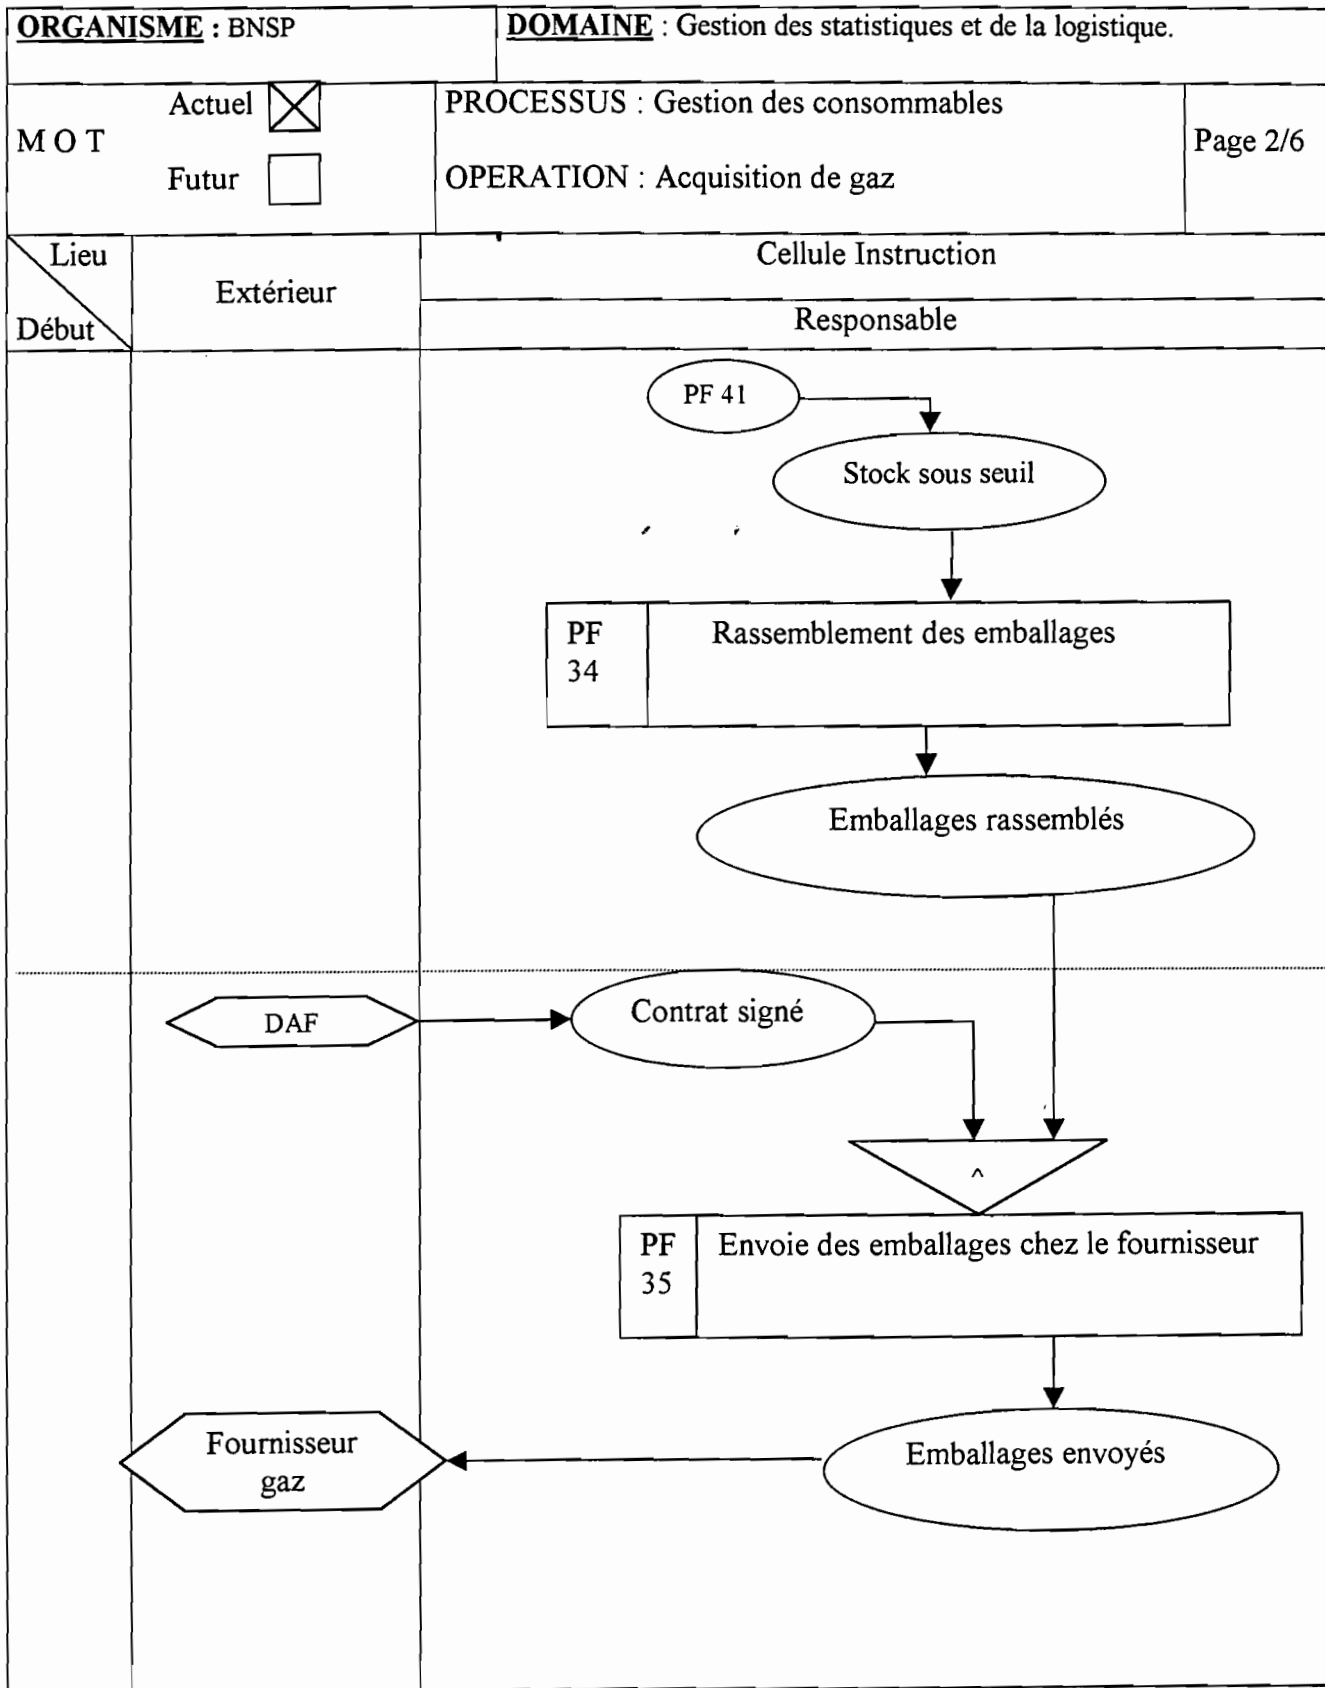 ORGANISME : BNSP
DOMAINE : Gestion des statistiques et de la logistique.
M O T
Actuel
Futur
PROCESSUS : Gestion des consommables
OPERATION : Acquisition de gaz
Page 2/6
Lieu
Début
Extérieur
Cellule Instruction
Responsable
PF 41
Stock sous seuil
PF
34
Rassemblement des emballages
Emballages rassemblés
DAF
Contrat signé
^
PF
35
Envoie des emballages chez le fournisseur
Fournisseur
gaz
Emballages envoyés